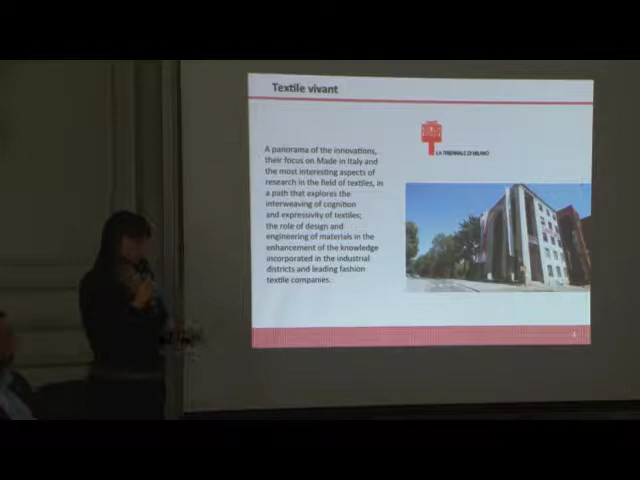 Textile vivant
A panorama of the innovations,
their focus on Made in Italy and
the most interesting aspects of
research in the field of textiles, in
a path that explores the
interweaving of cognition
and expressivity of textiles;
the role of design and
engineering of materials in the
enhancement of the knowledge
incorporated in the industrial
districts and leading fashion
textile companies.
LA TRIENNALE DI MILANO
4